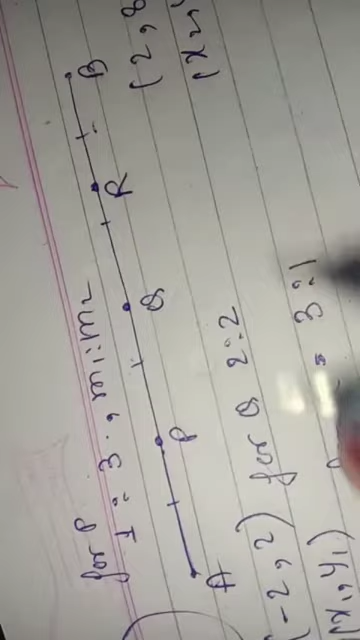 for P
1:3, m1:m2
A P Q R B
(-2,2) for Q 2:2 (2,8
(x1,y1) 3:1 (x2,